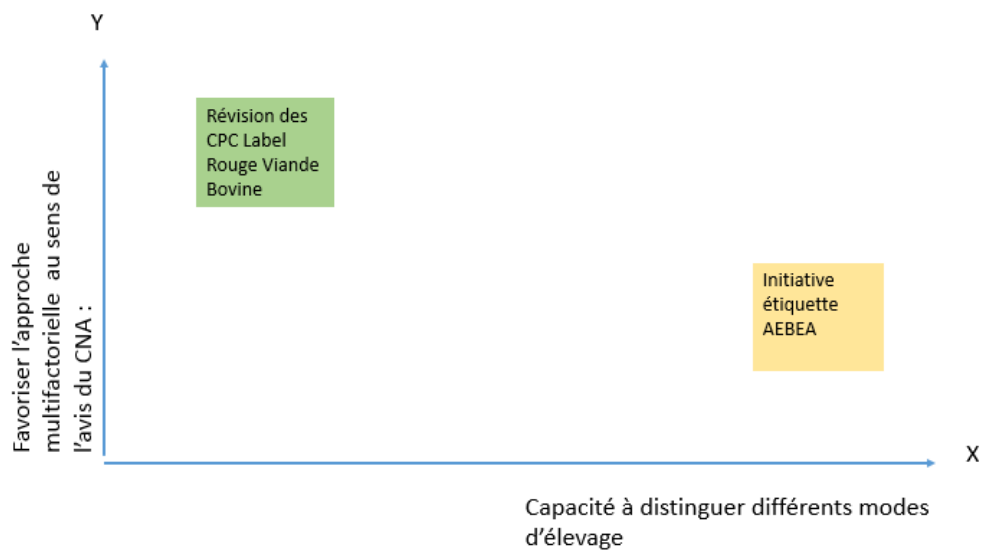 Y
Révision des
CPC Label
Rouge Viande
Bovine
Favoriser l'approche
multifactorielle au sens de
l'avis du CNA :
Initiative
étiquette
AEBEA
X
Capacité à distinguer différents modes
d'élevage